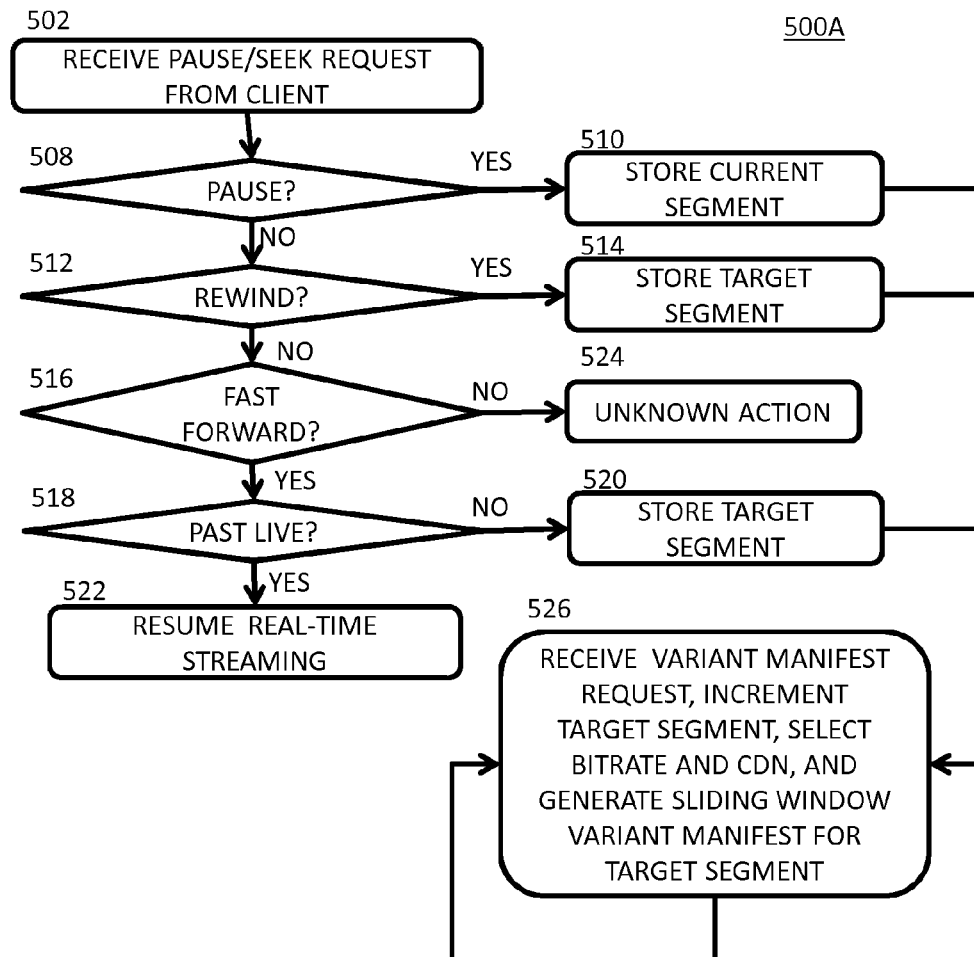 502
500A
RECEIVE PAUSE/SEEK REQUEST
FROM CLIENT
508
PAUSE?
YES
510
STORE CURRENT
SEGMENT
NO
512
REWIND?
YES
514
STORE TARGET
SEGMENT
NO
516
FAST
FORWARD?
NO
524
UNKNOWN ACTION
YES
518
PAST LIVE?
NO
520
STORE TARGET
SEGMENT
YES
522
RESUME REAL-TIME
STREAMING
526
RECEIVE VARIANT MANIFEST
REQUEST, INCREMENT
TARGET SEGMENT, SELECT
BITRATE AND CDN, AND
GENERATE SLIDING WINDOW
VARIANT MANIFEST FOR
TARGET SEGMENT